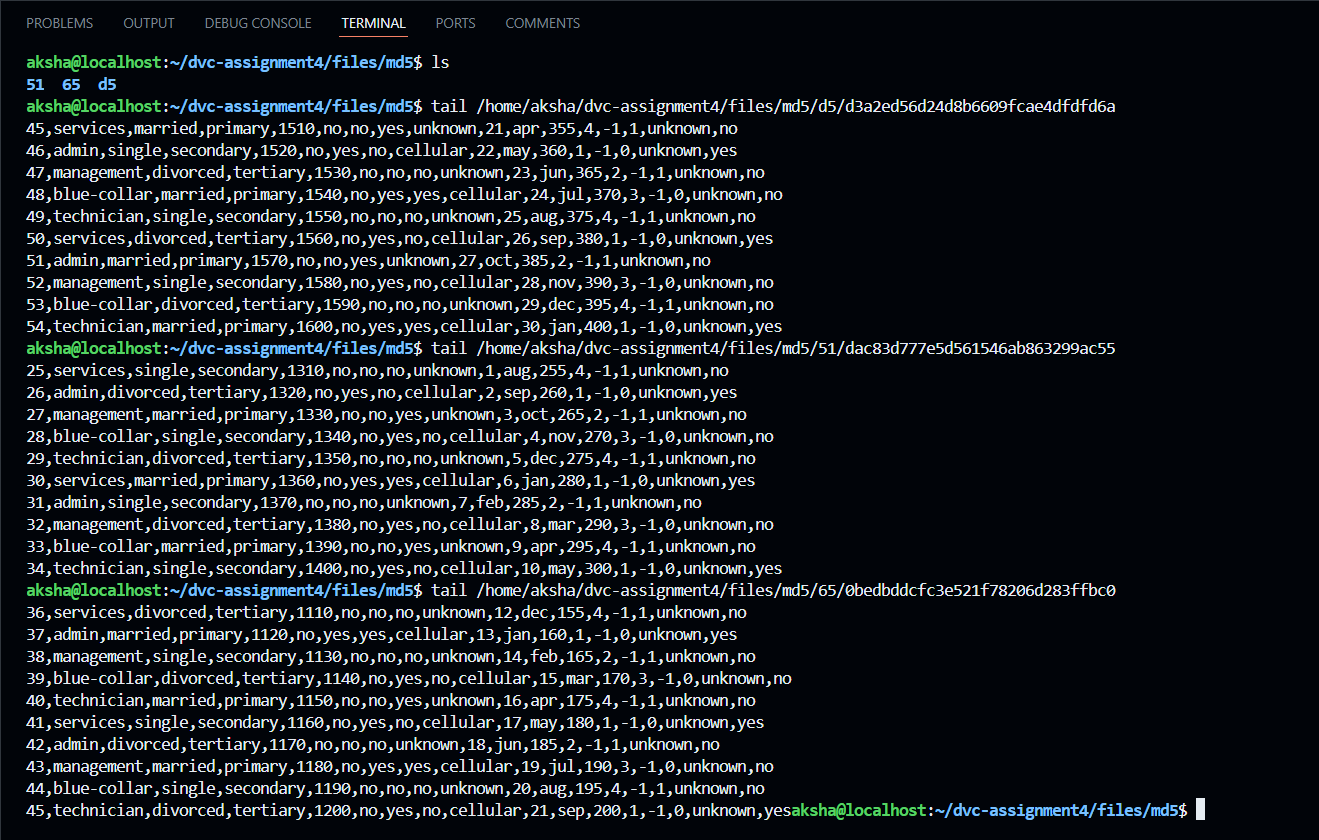 PROBLEMS OUTPUT DEBUG CONSOLE TERMINAL PORTS COMMENTS
aksha@localhost:~/dvc-assignment4/files/md5$ ls
51 65 d5
aksha@localhost:~/dvc-assignment4/files/md5$ tail /home/aksha/dvc-assignment4/files/md5/d5/d3a2ed56d24d8b6609fcae4dfdfd6a
45,services,married,primary,1510,no,no,yes,unknown,21,apr,355,4,-1,1,unknown,no
46,admin,single,secondary,1520,no,yes,no,cellular,22,may,360,1,-1,0,unknown,yes
47,management,divorced,tertiary,1530,no,no,no,unknown,23,jun,365,2,-1,1,unknown,no
48,blue-collar,married,primary,1540,no,yes,yes,cellular,24,jul,370,3,-1,0,unknown,no
49,technician,single,secondary,1550,no,no,no,unknown,25,aug,375,4,-1,1,unknown,no
50,services,divorced,tertiary,1560,no,yes,no,cellular,26,sep,380,1,-1,0,unknown,yes
51,admin,married,primary,1570,no,no,yes,unknown,27,oct,385,2,-1,1,unknown,no
52,management,single,secondary,1580,no,yes,no,cellular,28,nov,390,3,-1,0,unknown,no
53,blue-collar,divorced,tertiary,1590,no,no,no,unknown,29,dec,395,4,-1,1,unknown,no
54,technician,married,primary,1600,no,yes,yes,cellular,30,jan,400,1,-1,0,unknown,yes
aksha@localhost:~/dvc-assignment4/files/md5$ tail /home/aksha/dvc-assignment4/files/md5/51/dac83d777e5d561546ab863299ac55
25,services,single,secondary,1310,no,no,no,unknown,1,aug,255,4,-1,1,unknown,no
26,admin,divorced,tertiary,1320,no,yes,no,cellular,2,sep,260,1,-1,0,unknown,yes
27,management,married,primary,1330,no,no,yes,unknown,3,oct,265,2,-1,1,unknown,no
28,blue-collar,single,secondary,1340,no,yes,no,cellular,4,nov,270,3,-1,0,unknown,no
29,technician,divorced,tertiary,1350,no,no,no,unknown,5,dec,275,4,-1,1,unknown,no
30,services,married,primary,1360,no,yes,yes,cellular,6,jan,280,1,-1,0,unknown,yes
31,admin,single,secondary,1370,no,no,no,unknown,7,feb,285,2,-1,1,unknown,no
32,management,divorced,tertiary,1380,no,yes,no,cellular,8,mar,290,3,-1,0,unknown,no
33,blue-collar,married,primary,1390,no,no,yes,unknown,9,apr,295,4,-1,1,unknown,no
34,technician,single,secondary,1400,no,yes,no,cellular,10,may,300,1,-1,0,unknown,yes
aksha@localhost:~/dvc-assignment4/files/md5$ tail /home/aksha/dvc-assignment4/files/md5/65/0bedbddcfc3e521f78206d283ffbc0
36,services,divorced,tertiary,1110,no,no,no,unknown,12,dec,155,4,-1,1,unknown,no
37,admin,married,primary,1120,no,yes,yes,cellular,13,jan,160,1,-1,0,unknown,yes
38,management,single,secondary,1130,no,no,no,unknown,14,feb,165,2,-1,1,unknown,no
39,blue-collar,divorced,tertiary,1140,no,yes,no,cellular,15,mar,170,3,-1,0,unknown,no
40,technician,married,primary,1150,no,no,yes,unknown,16,apr,175,4,-1,1,unknown,no
41,services,single,secondary,1160,no,yes,no,cellular,17,may,180,1,-1,0,unknown,yes
42,admin,divorced,tertiary,1170,no,no,no,unknown,18,jun,185,2,-1,1,unknown,no
43,management,married,primary,1180,no,yes,yes,cellular,19,jul,190,3,-1,0,unknown,no
44,blue-collar,single,secondary,1190,no,no,no,unknown,20,aug,195,4,-1,1,unknown,no
45,technician,divorced,tertiary,1200,no,yes,no,cellular,21,sep,200,1,-1,0,unknown,yesaksha@localhost:~/dvc-assignment4/files/md5$